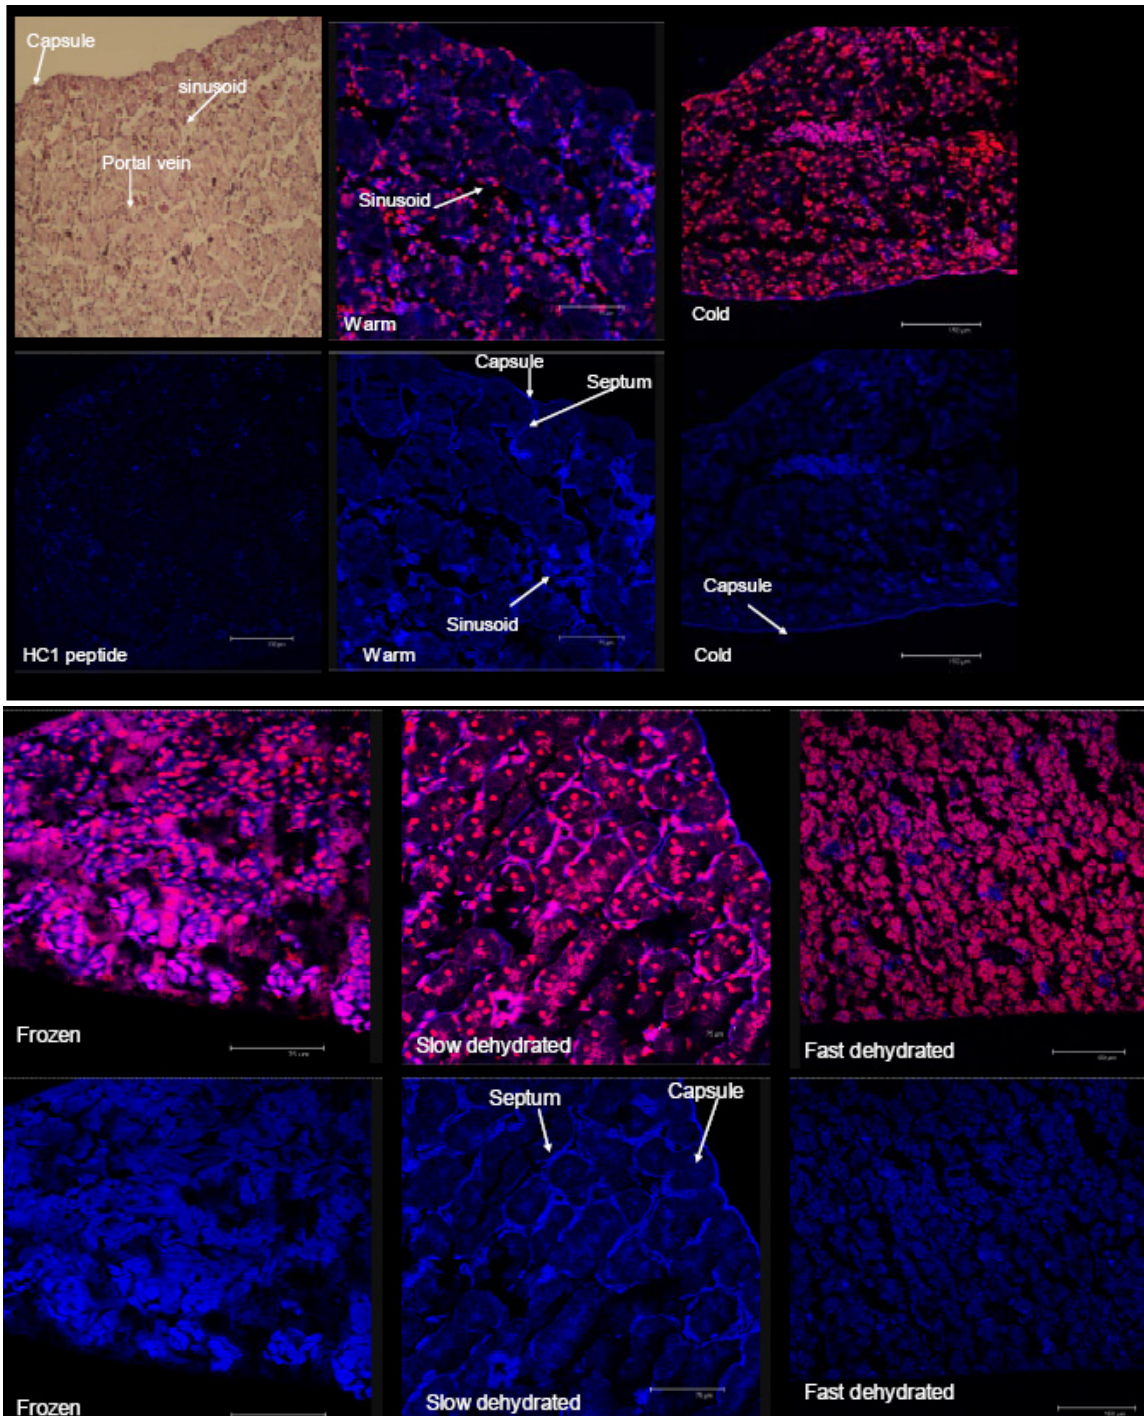 Capsule
sinusoid
Portal vein
Sinusoid
Warm
Cold
Capsule
Septum
Sinusoid
Capsule
HC1 peptide
Warm
Cold
Frozen
Slow dehydrated
Fast dehydrated
Septum
Capsule
Frozen
Slow dehydrated
Fast dehydrated